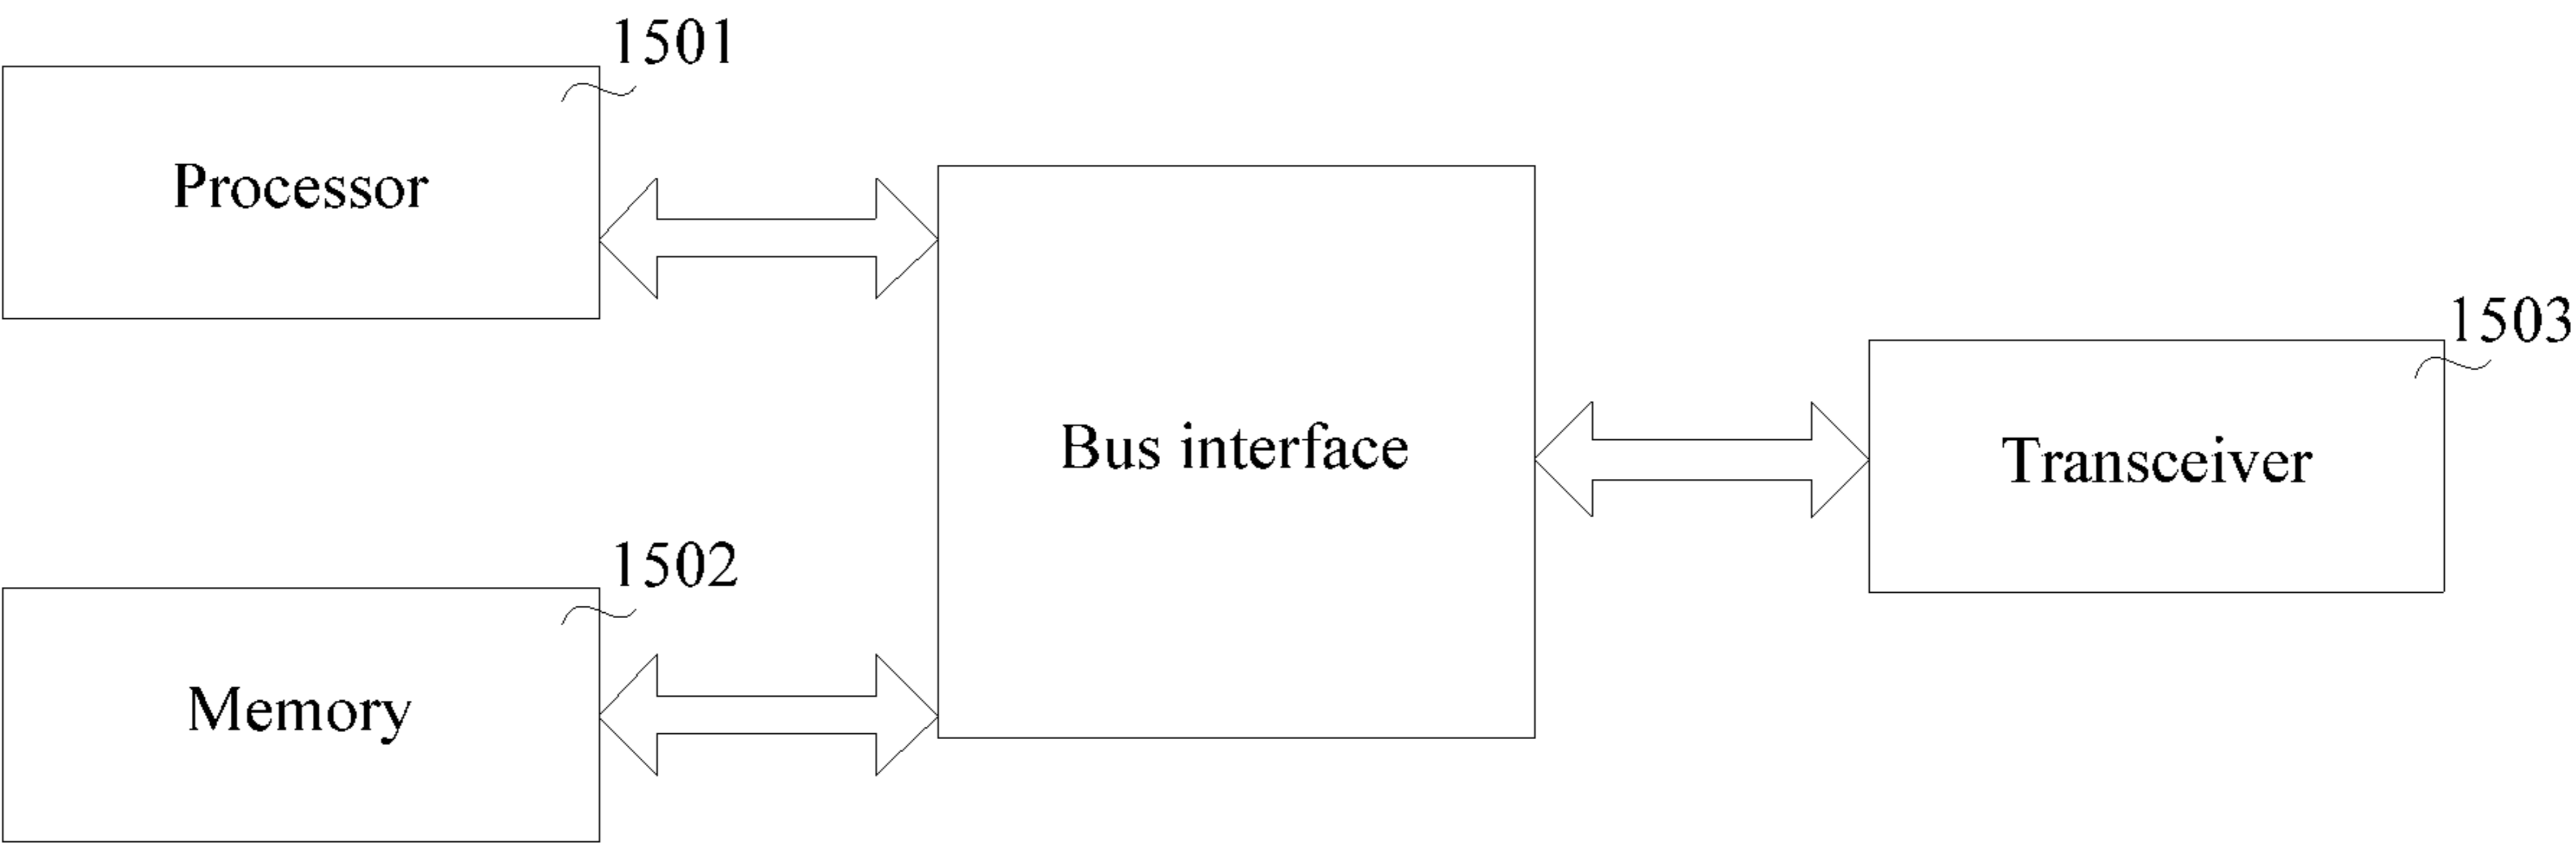 1501
Processor
Bus interface
1503
Transceiver
1502
Memory